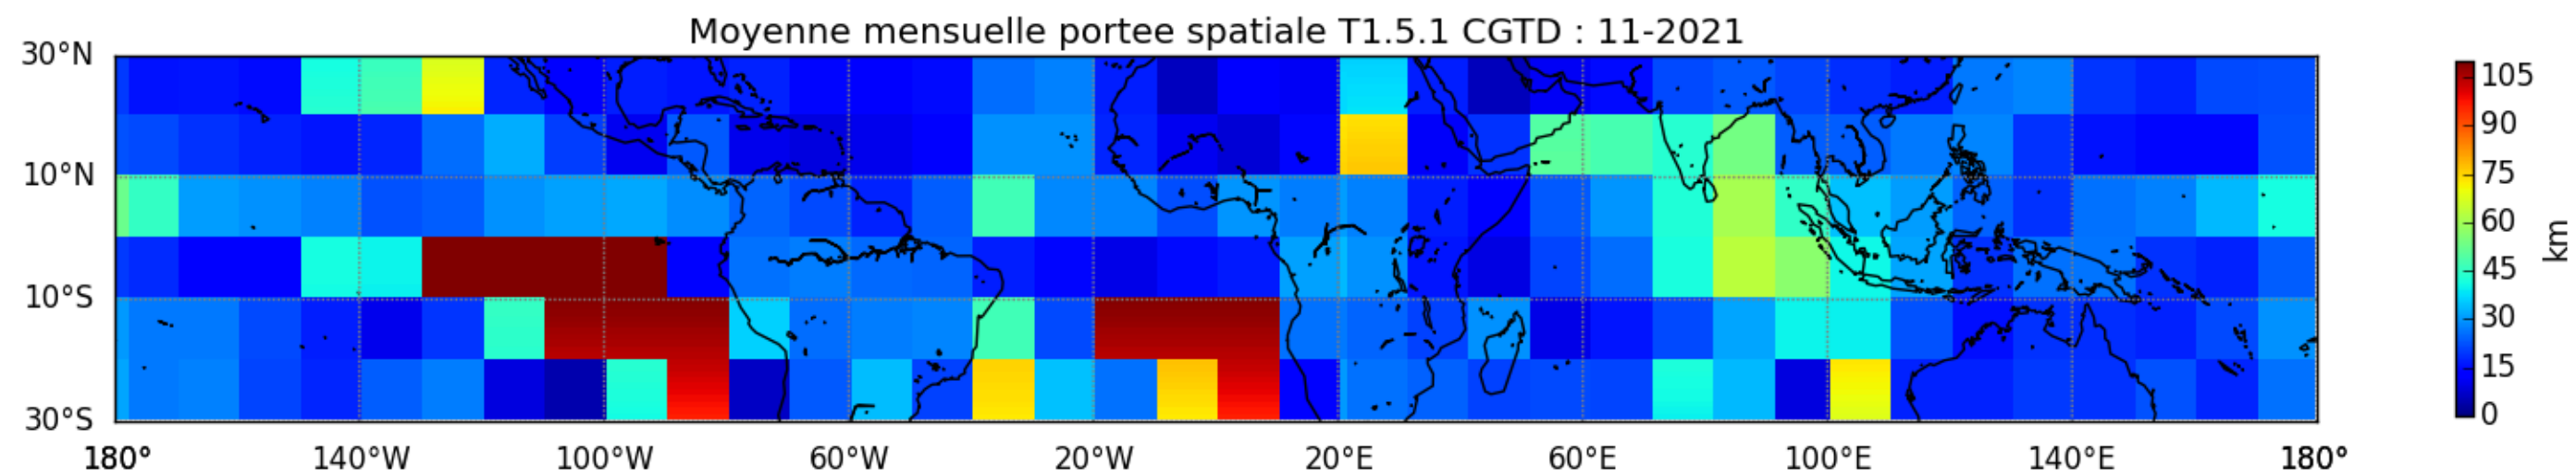 Moyenne mensuelle portee spatiale T1.5.1 CGTD : 11-2021
30°N
10°N
10°S
30°S
180° 140°W 100°W 60°W 20°W 20°E 60°E 100°E 140°E 180°
105
90
75
60
45
30
15
0
km